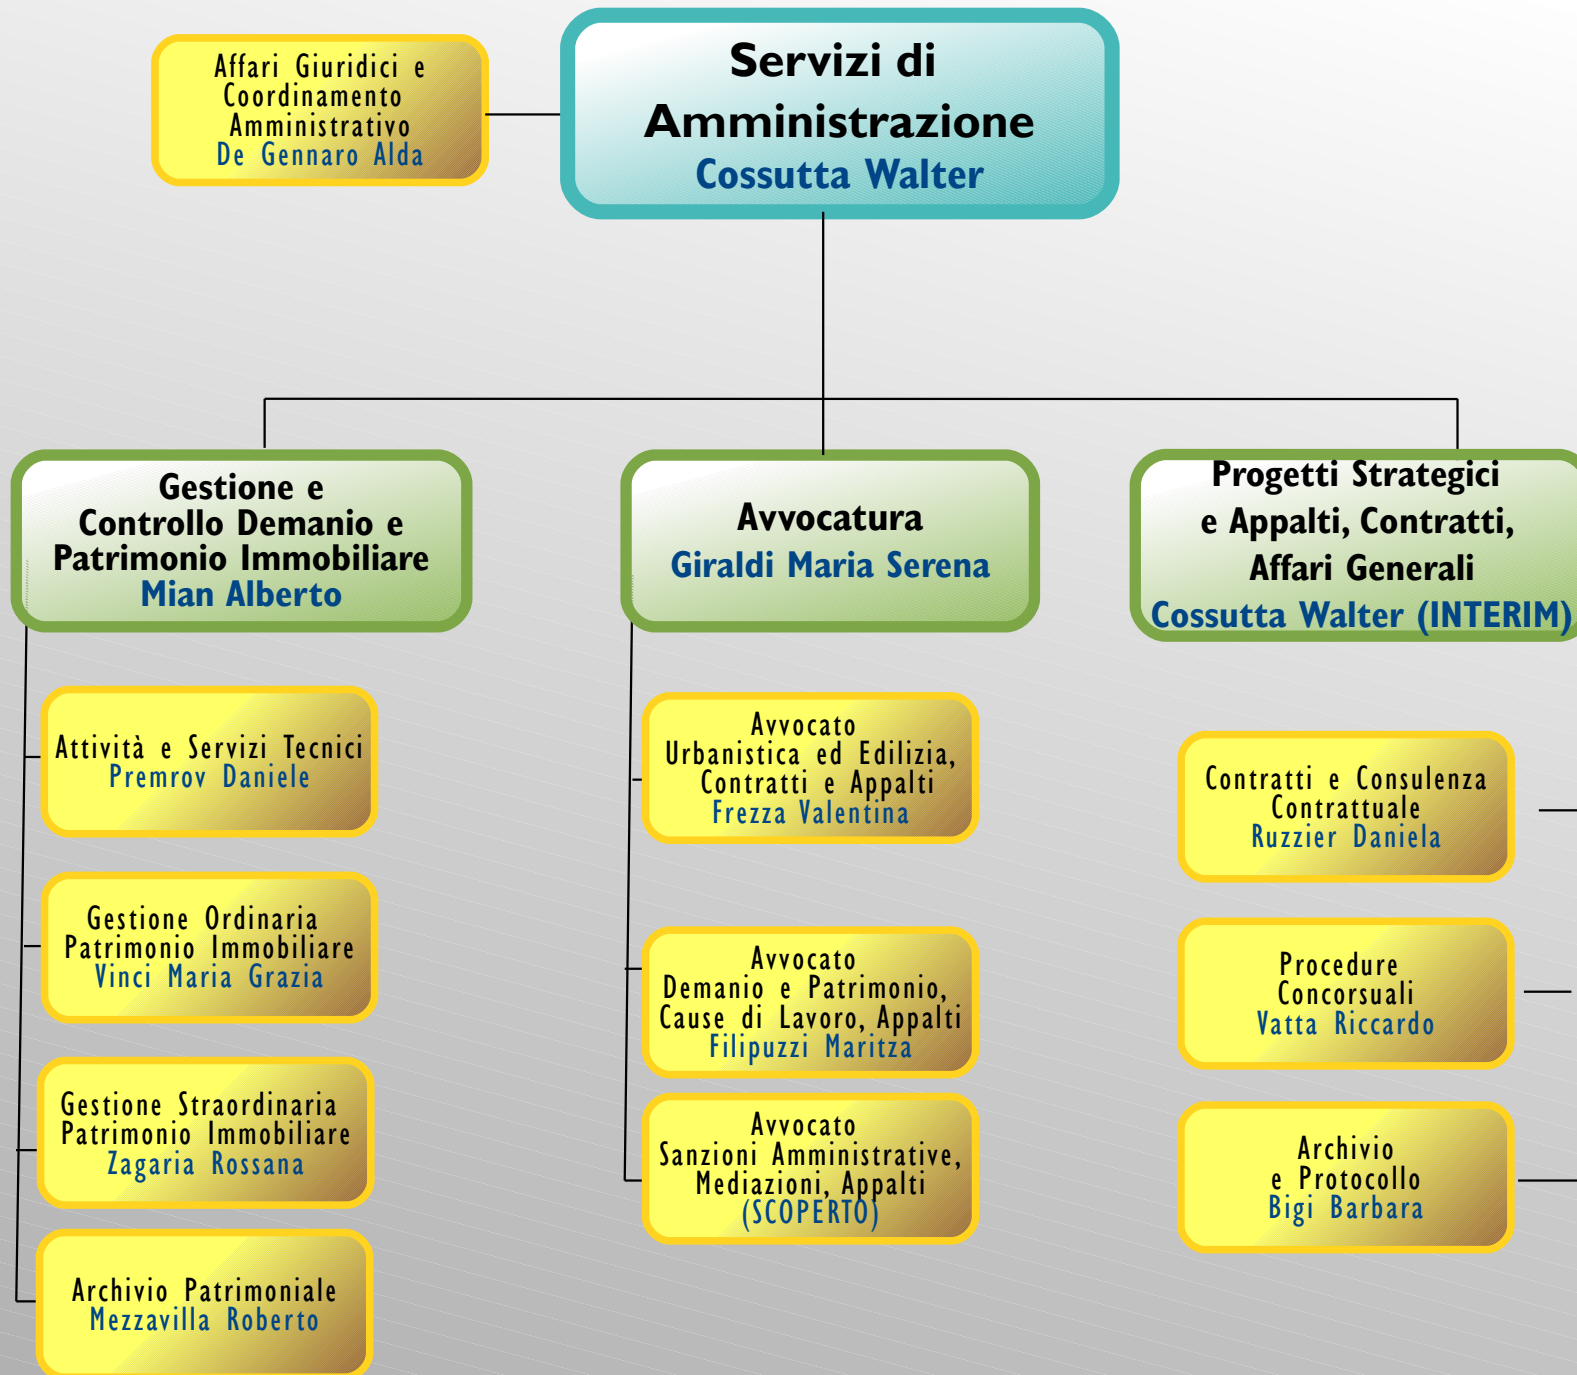 Affari Giuridici e
Coordinamento
Amministrativo
De Gennaro Alda
Servizi di
Amministrazione
Cossutta Walter
Gestione e
Controllo Demanio e
Patrimonio Immobiliare
Mian Alberto
Avvocatura
Giraldi Maria Serena
Progetti Strategici
e Appalti, Contratti,
Affari Generali
Cossutta Walter (INTERIM)
Attività e Servizi Tecnici
Premrov Daniele
Gestione Ordinaria
Patrimonio Immobiliare
Vinci Maria Grazia
Gestione Straordinaria
Patrimonio Immobiliare
Zagaria Rossana
Archivio Patrimoniale
Mezzavilla Roberto
Avvocato
Urbanistica ed Edilizia,
Contratti e Appalti
Frezza Valentina
Avvocato
Demanio e Patrimonio,
Cause di Lavoro, Appalti
Filipuzzi Maritza
Avvocato
Sanzioni Amministrative,
Mediazioni, Appalti
(SCOPERTO)
Contratti e Consulenza
Contrattuale
Ruzzier Daniela
Procedure
Concorsuali
Vatta Riccardo
Archivio
e Protocollo
Bigi Barbara